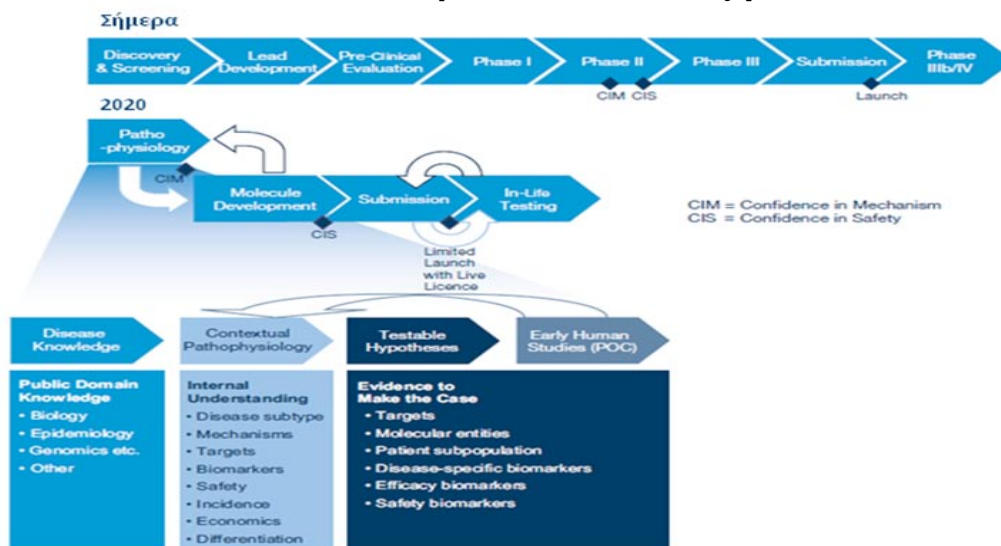 Σήμερα
Discovery
& Screening
Lead
Development
Pre-Clinical
Evaluation
Phase I
Phase II
Phase III
Submission
Phase
IIIb/IV
CIM
CIS
Launch
2020
Patho
-physiology
CIM
Molecule
Development
Submission
In-Life
Testing
CIS
Limited
Launch
with Live
Licence
CIM = Confidence in Mechanism
CIS = Confidence in Safety
Disease
Knowledge
Contextual
Pathophysiology
Testable
Hypotheses
Early Human
Studies (POC)
Public Domain
Knowledge
• Biology
• Epidemiology
• Genomics etc.
• Other
Internal
Understanding
• Disease subtype
• Mechanisms
• Targets
• Biomarkers
• Safety
• Incidence
• Economics
• Differentiation
Evidence to
Make the Case
• Targets
• Molecular entities
• Patient subpopulation
• Disease-specific biomarkers
• Efficacy biomarkers
• Safety biomarkers